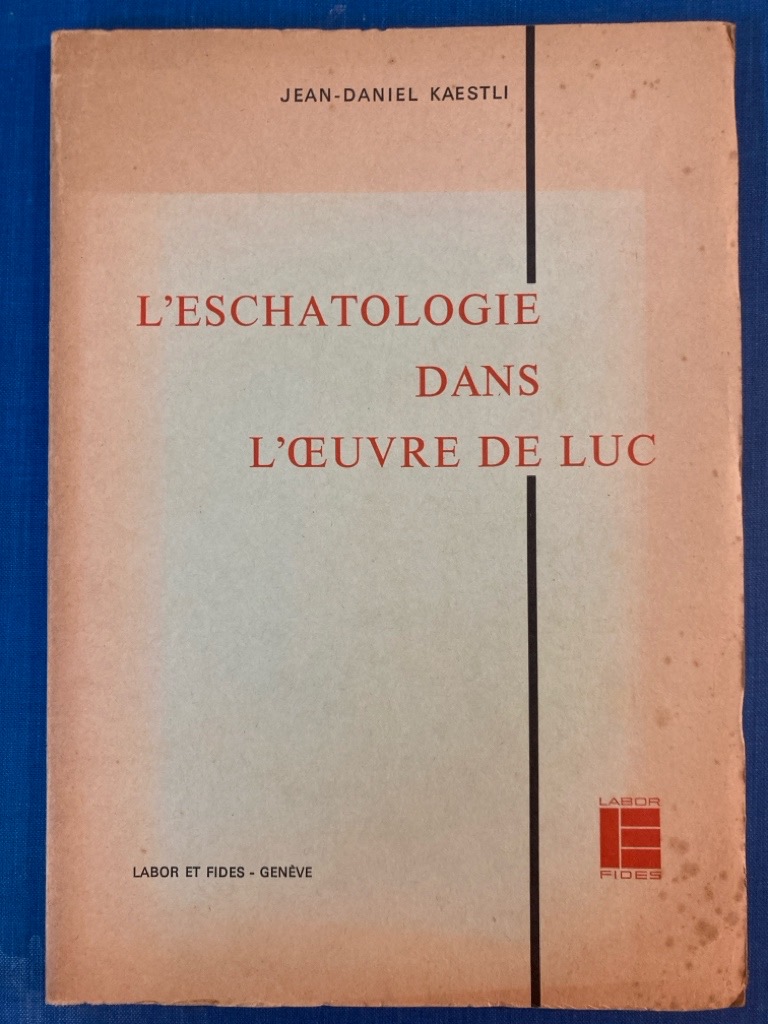 JEAN-DANIEL KAESTLI
L'ESCHATOLOGIE
DANS
L'ŒUVRE DE LUC
LABOR
FIDES
LABOR ET FIDES - GENÈVE